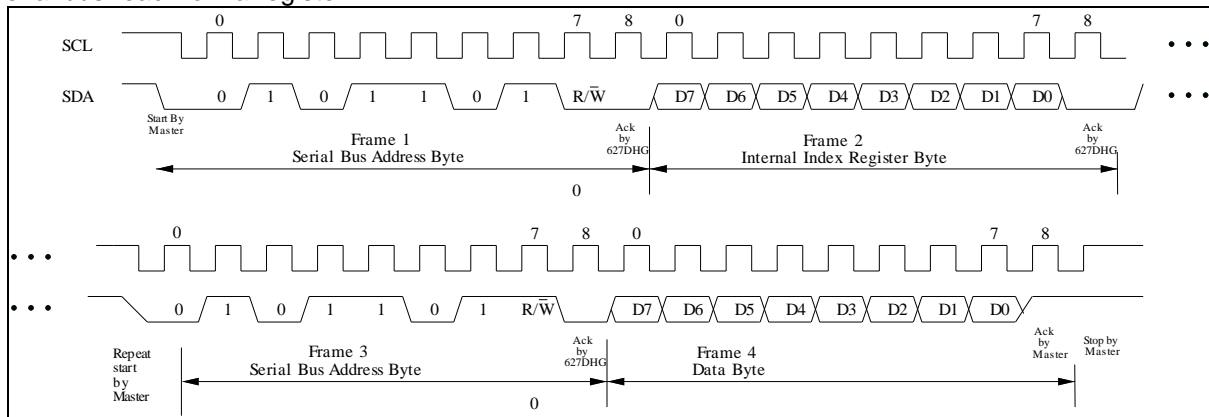 0 7 8 0 7 8
SCL
SDA 0 1 0 1 1 0 1 R/W̅ D7 D6 D5 D4 D3 D2 D1 D0
Start By
Master
Frame 1
Serial Bus Address Byte
Ack
by
627DHG
Frame 2
Internal Index Register Byte
Ack
by
627DHG
0
0 7 8 0 7 8
0 1 0 1 1 0 1 R/W̅ D7 D6 D5 D4 D3 D2 D1 D0
Repeat
start
by
Master
Frame 3
Serial Bus Address Byte
Ack
by
627DHG
Frame 4
Data Byte
Ack
by
Master
Stop by
Master
0